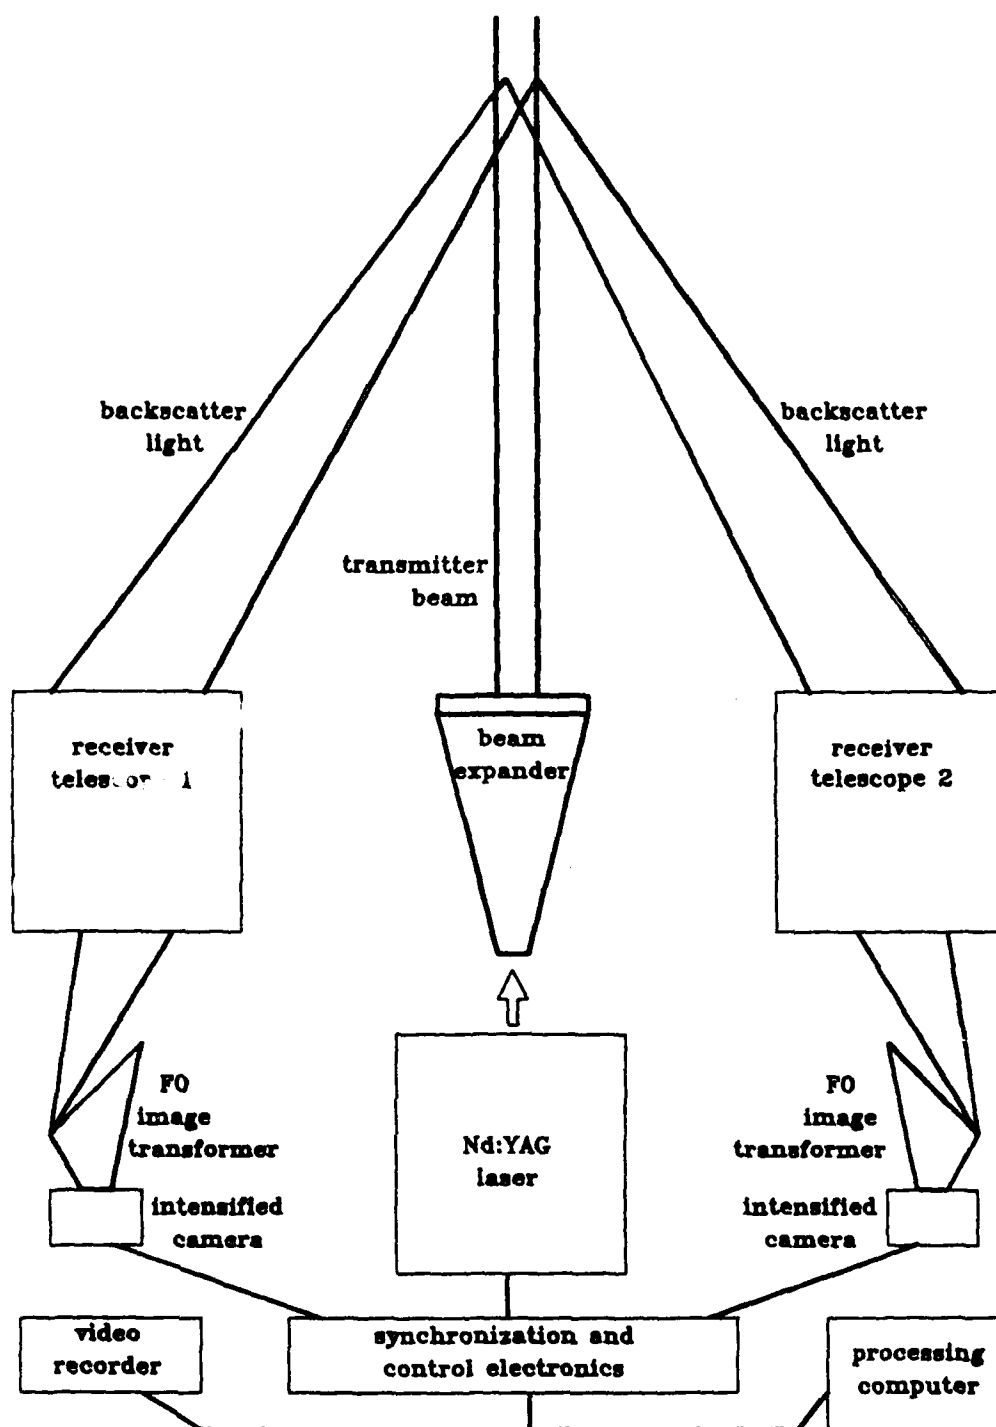 backscatter
light
backscatter
light
transmitter
beam
receiver
1
beam
expander
receiver
telescope 2
FO
image
transformer
FO
image
transformer
Nd:YAG
laser
intensified
camera
intensified
camera
video
recorder
synchronization and
control electronics
processing
computer